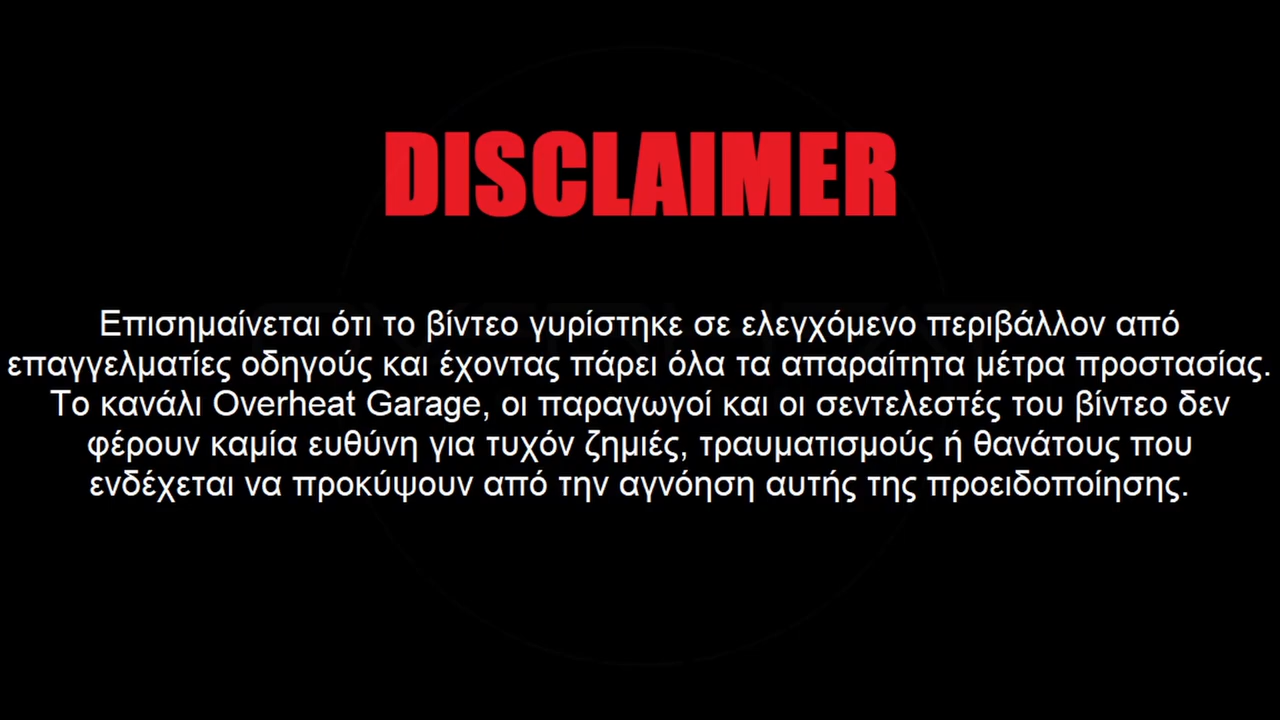 DISCLAIMER
Επισημαίνεται ότι το βίντεο γυρίστηκε σε ελεγχόμενο περιβάλλον από
επαγγελματίες οδηγούς και έχοντας πάρει όλα τα απαραίτητα μέτρα προστασίας.
Το κανάλι Overheat Garage, οι παραγωγοί και οι σεντελεστές του βίντεο δεν
φέρουν καμία ευθύνη για τυχόν ζημιές, τραυματισμούς ή θανάτους που
ενδέχεται να προκύψουν από την αγνόηση αυτής της προειδοποίησης.